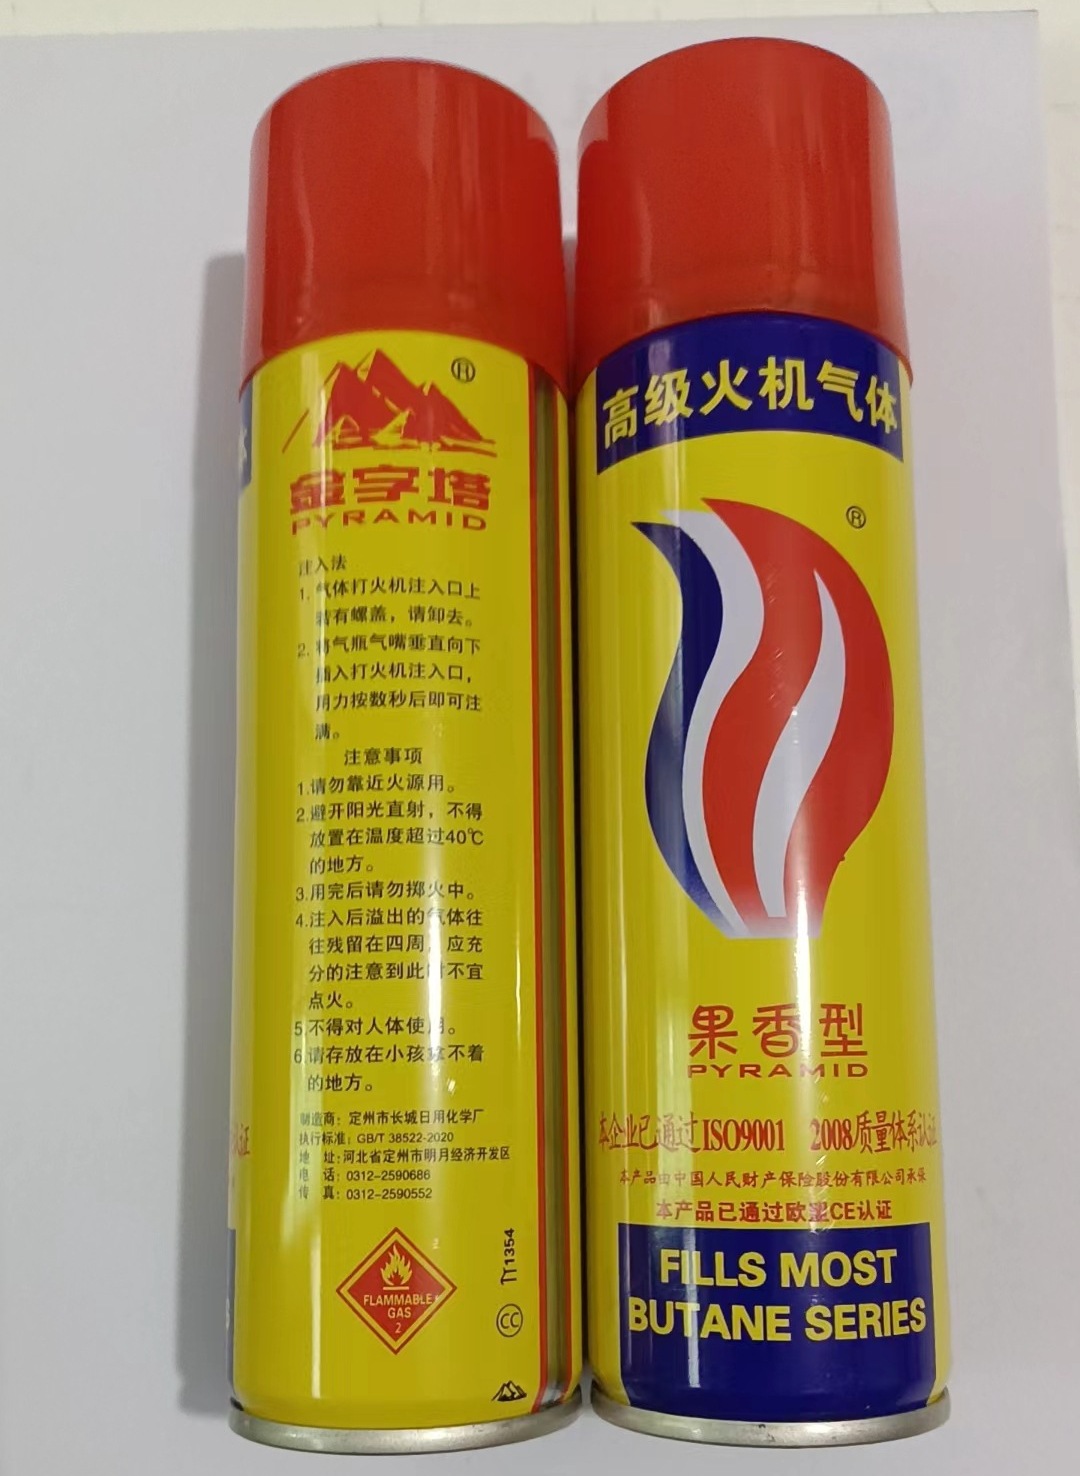 ®
金字塔
PYRAMID
注入法
1. 气体打火机注入口上
若有螺盖，请卸去。
2. 将气瓶气嘴垂直向下
插入打火机注入口，
用力按数秒后即可注
满。
注意事项
1.请勿靠近火源用。
2.避开阳光直射，不得
放置在温度超过40℃
的地方。
3.用完后请勿掷火中。
4.注入后溢出的气体往
往残留在四周，应充
分的注意到此时不宜
点火。
5.不得对人体使用。
6.请存放在小孩拿不着
的地方。
制造商：定州市长城日用化学厂
执行标准：GB/T 38522-2020
地 址：河北省定州市明月经济开发区
电 话：0312-2590686
传 真：0312-2590552
2
FLAMMABLE
GAS
2
1354
CC
高级火机气体
®
果香型
PYRAMID
本企业已通过ISO9001 2008质量体系认证
本产品由中国人民财产保险股份有限公司承保
本产品已通过欧盟CE认证
FILLS MOST
BUTANE SERIES